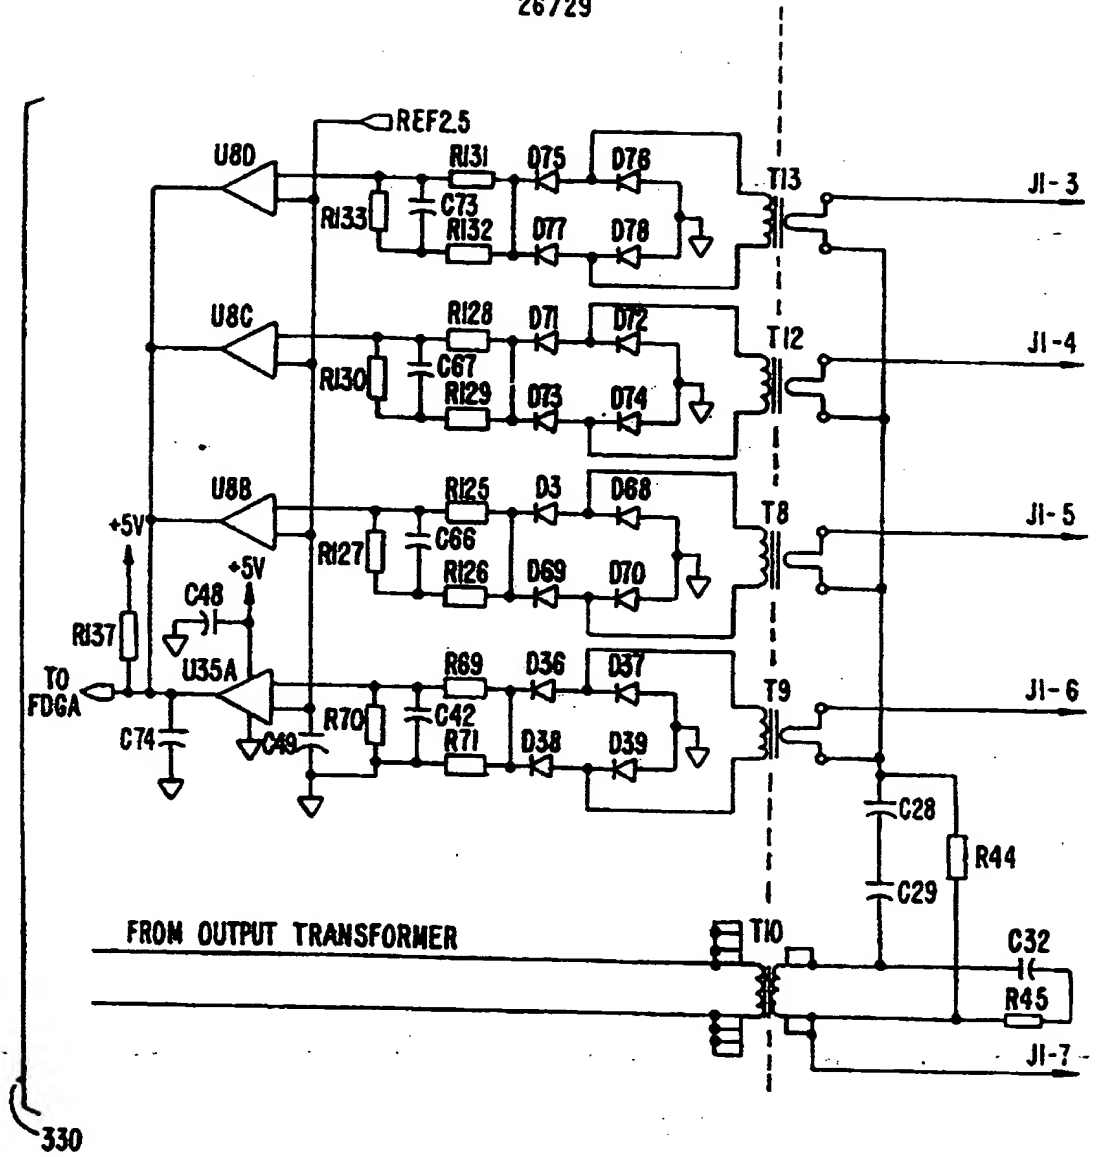 26/29
REF2.5
U8D
R131
D75
D76
T13
J1-3
R133
C73
R132
D77
D78
U8C
R128
D71
D72
T12
J1-4
R130
C67
R129
D73
D74
U8B
R125
D3
D68
T8
J1-5
+5V
R127
C66
R126
D69
D70
+5V
C48
R137
U35A
R69
D36
D37
T9
J1-6
TO
FDGA
R70
C42
C74
C49
R71
D38
D39
C28
R44
C29
FROM OUTPUT TRANSFORMER
T10
C32
R45
J1-7
330